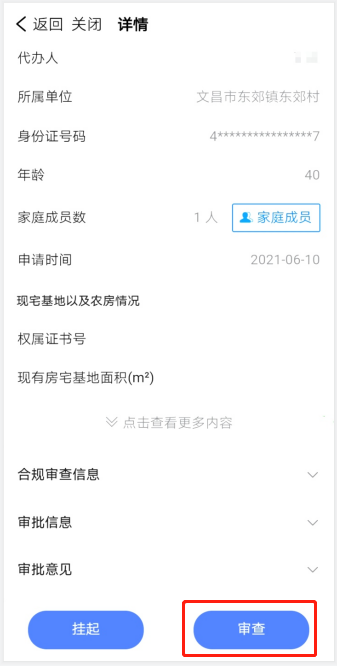 返回 关闭 详情
代办人
所属单位 文昌市东郊镇东郊村
身份证号码 4****************7
年龄 40
家庭成员数 1 人 家庭成员
申请时间 2021-06-10
现宅基地以及农房情况
权属证书号
现有房宅基地面积(m²)
点击查看更多内容
合规审查信息
审批信息
审批意见
挂起 审查